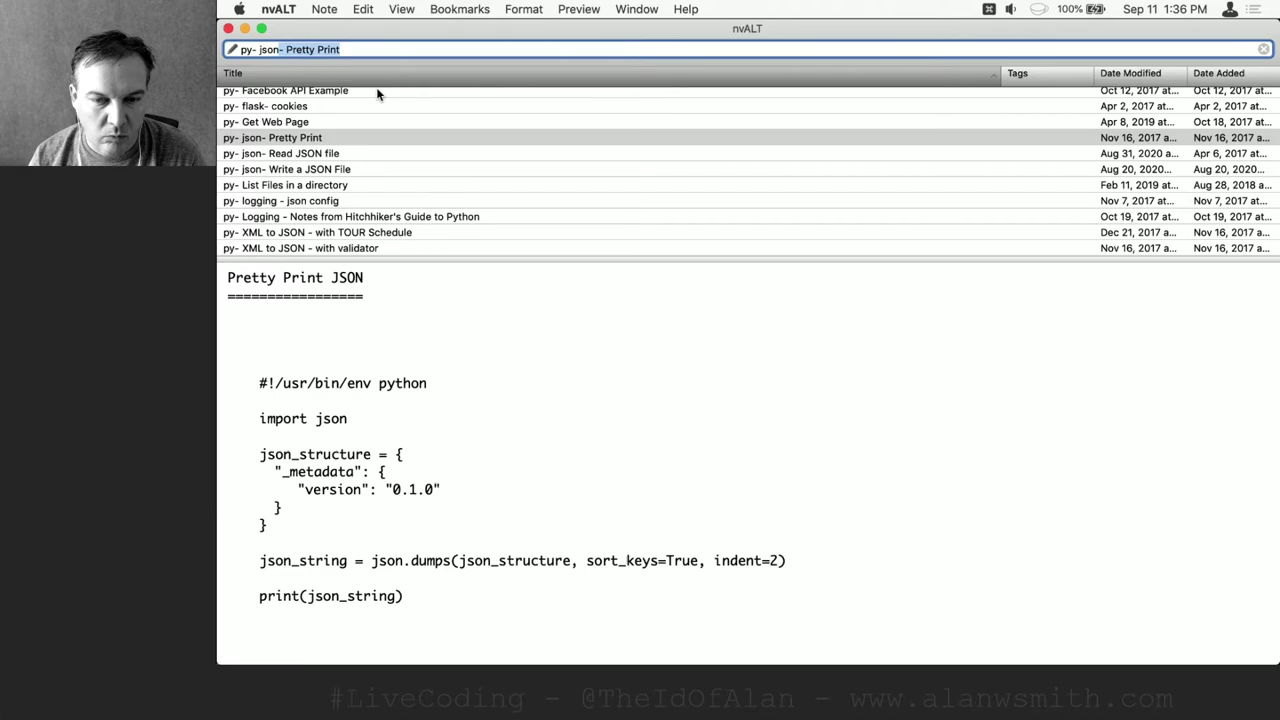 nvALT Note Edit View Bookmarks Format Preview Window Help 100% Sep 11 1:36 PM
nvALT
py- json- Pretty Print
Title Tags Date Modified Date Added
py- Facebook API Example Oct 12, 2017 at... Oct 12, 2017 at...
py- flask- cookies Apr 2, 2017 at... Apr 2, 2017 at...
py- Get Web Page Apr 8, 2019 at... Oct 18, 2017 at...
py- json- Pretty Print Nov 16, 2017 a... Nov 16, 2017 at...
py- json- Read JSON file Aug 31, 2020 a... Apr 6, 2017 at...
py- json- Write a JSON File Aug 20, 2020... Aug 20, 2020...
py- List Files in a directory Feb 11, 2019 at... Aug 28, 2018 a...
py- logging - json config Nov 7, 2017 at... Nov 7, 2017 at...
py- Logging - Notes from Hitchhiker's Guide to Python Oct 19, 2017 at... Oct 19, 2017 at...
py- XML to JSON - with TOUR Schedule Dec 21, 2017 a... Nov 16, 2017 at...
py- XML to JSON - with validator Nov 16, 2017 a... Nov 16, 2017 at...
Pretty Print JSON
=================
#!/usr/bin/env python
import json
json_structure = {
"_metadata": {
"version": "0.1.0"
}
}
json_string = json.dumps(json_structure, sort_keys=True, indent=2)
print(json_string)
#LiveCoding - @TheIdOfAlan - www.alanwsmith.com